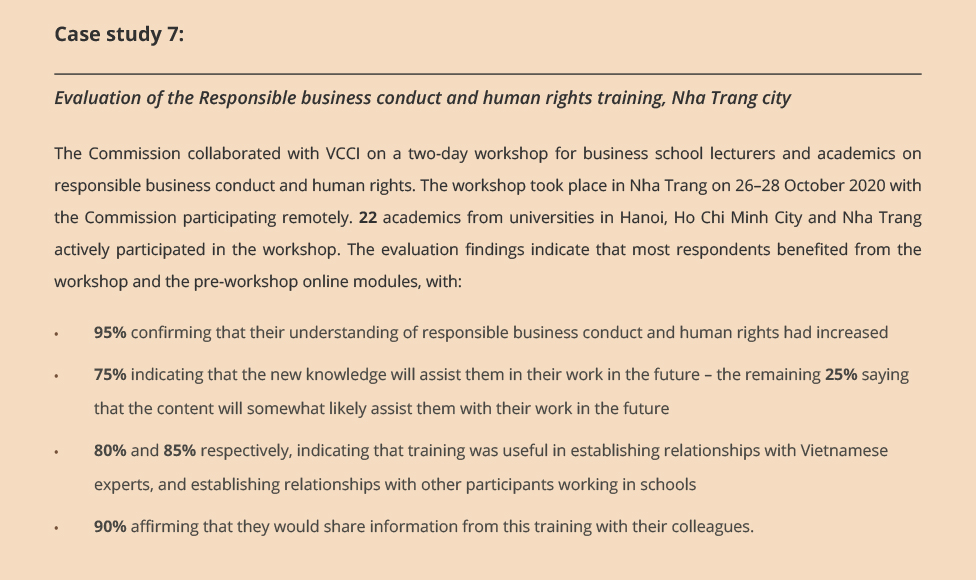 Case study 7:
Evaluation of the Responsible business conduct and human rights training, Nha Trang city
The Commission collaborated with VCCI on a two-day workshop for business school lecturers and academics on
responsible business conduct and human rights. The workshop took place in Nha Trang on 26–28 October 2020 with
the Commission participating remotely. 22 academics from universities in Hanoi, Ho Chi Minh City and Nha Trang
actively participated in the workshop. The evaluation findings indicate that most respondents benefited from the
workshop and the pre-workshop online modules, with:
• 95% confirming that their understanding of responsible business conduct and human rights had increased
• 75% indicating that the new knowledge will assist them in their work in the future – the remaining 25% saying
that the content will somewhat likely assist them with their work in the future
• 80% and 85% respectively, indicating that training was useful in establishing relationships with Vietnamese
experts, and establishing relationships with other participants working in schools
• 90% affirming that they would share information from this training with their colleagues.